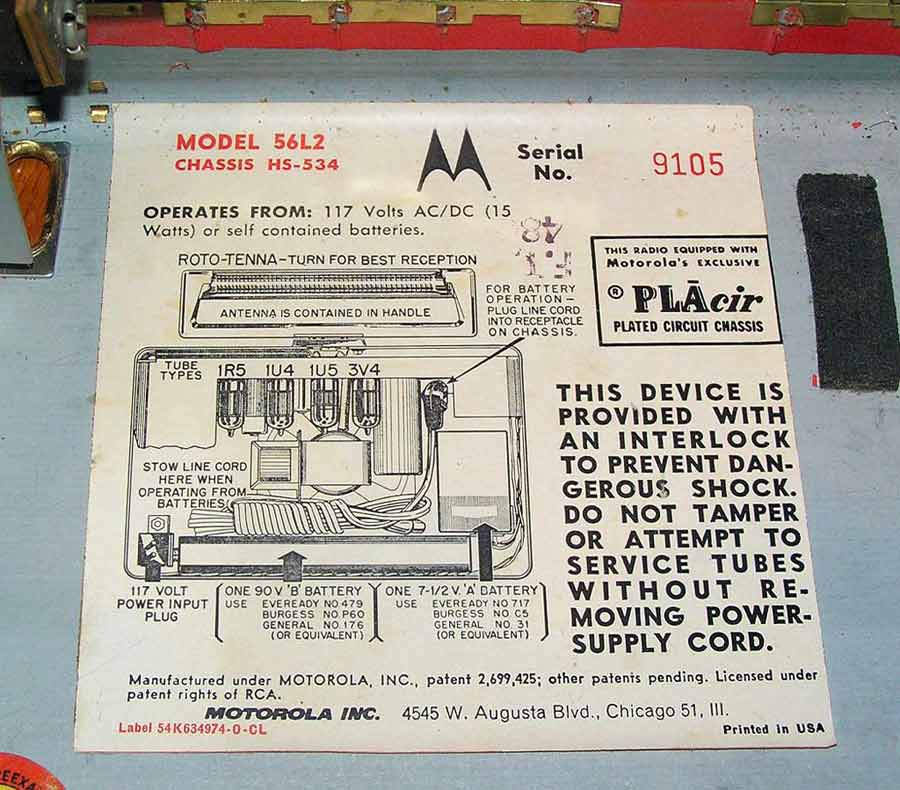 MODEL 56L2
CHASSIS HS-534
Serial
No.
9105
OPERATES FROM: 117 Volts AC/DC (15
Watts) or self contained batteries.
48
F.T.
ROTO-TENNA-TURN FOR BEST RECEPTION
ANTENNA IS CONTAINED IN HANDLE
FOR BATTERY
OPERATION -
PLUG LINE CORD
INTO RECEPTACLE
ON CHASSIS.
THIS RADIO EQUIPPED WITH
Motorola's EXCLUSIVE
® PLĀcir
PLATED CIRCUIT CHASSIS
TUBE
TYPES
1R5 1U4 1U5 3V4
STOW LINE CORD
HERE WHEN
OPERATING FROM
BATTERIES
THIS DEVICE IS
PROVIDED WITH
AN INTERLOCK
TO PREVENT DAN-
GEROUS SHOCK.
DO NOT TAMPER
OR ATTEMPT TO
SERVICE TUBES
WITHOUT RE-
MOVING POWER-
SUPPLY CORD.
117 VOLT
POWER INPUT
PLUG
ONE 90 V 'B' BATTERY
USE EVEREADY NO. 479
BURGESS NO. P60
GENERAL NO. 176
(OR EQUIVALENT)
ONE 7-1/2 V. 'A' BATTERY
USE EVEREADY NO 717
BURGESS NO. C5
GENERAL NO. 31
(OR EQUIVALENT)
Manufactured under MOTOROLA, INC., patent 2,699,425; other patents pending. Licensed under
patent rights of RCA.
MOTOROLA INC. 4545 W. Augusta Blvd., Chicago 51, Ill.
Label 54K634974-O-CL
Printed in USA